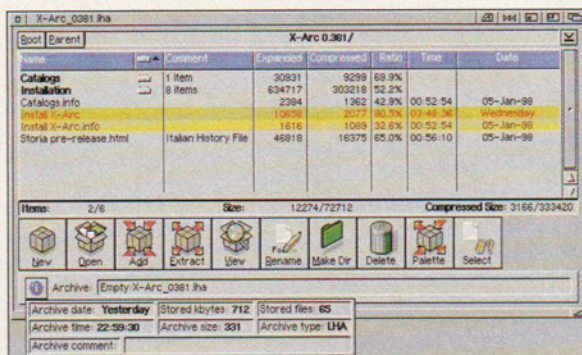 X-Arc_0381.lha
Root Parent X-Arc 0.381/
Name Comment Expanded Compressed Ratio Time Date
Catalogs 1 item 30931 9299 69.9%
Installation 8 items 634717 303218 52.2%
Catalogs.info 2384 1362 42.9% 00:52:54 05-Jan-98
Install X-Arc 10658 2077 80.5% 03:48:36 Wednesday
Install X-Arc.info 1616 1089 32.6% 00:52:54 05-Jan-98
Storia pre-release.html Italian History File 46818 16375 65.0% 00:56:10 05-Jan-98
Items: 2/6 Size: 12274/72712 Compressed Size: 3166/333420
New Open Add Extract View Rename Make Dir Delete Palette Select
Archive: Empty:X-Arc_0381.lha
Archive date: Yesterday Stored kbytes: 712 Stored files: 65
Archive time: 22:59:30 Archive size: 331 Archive type: LHA
Archive comment: